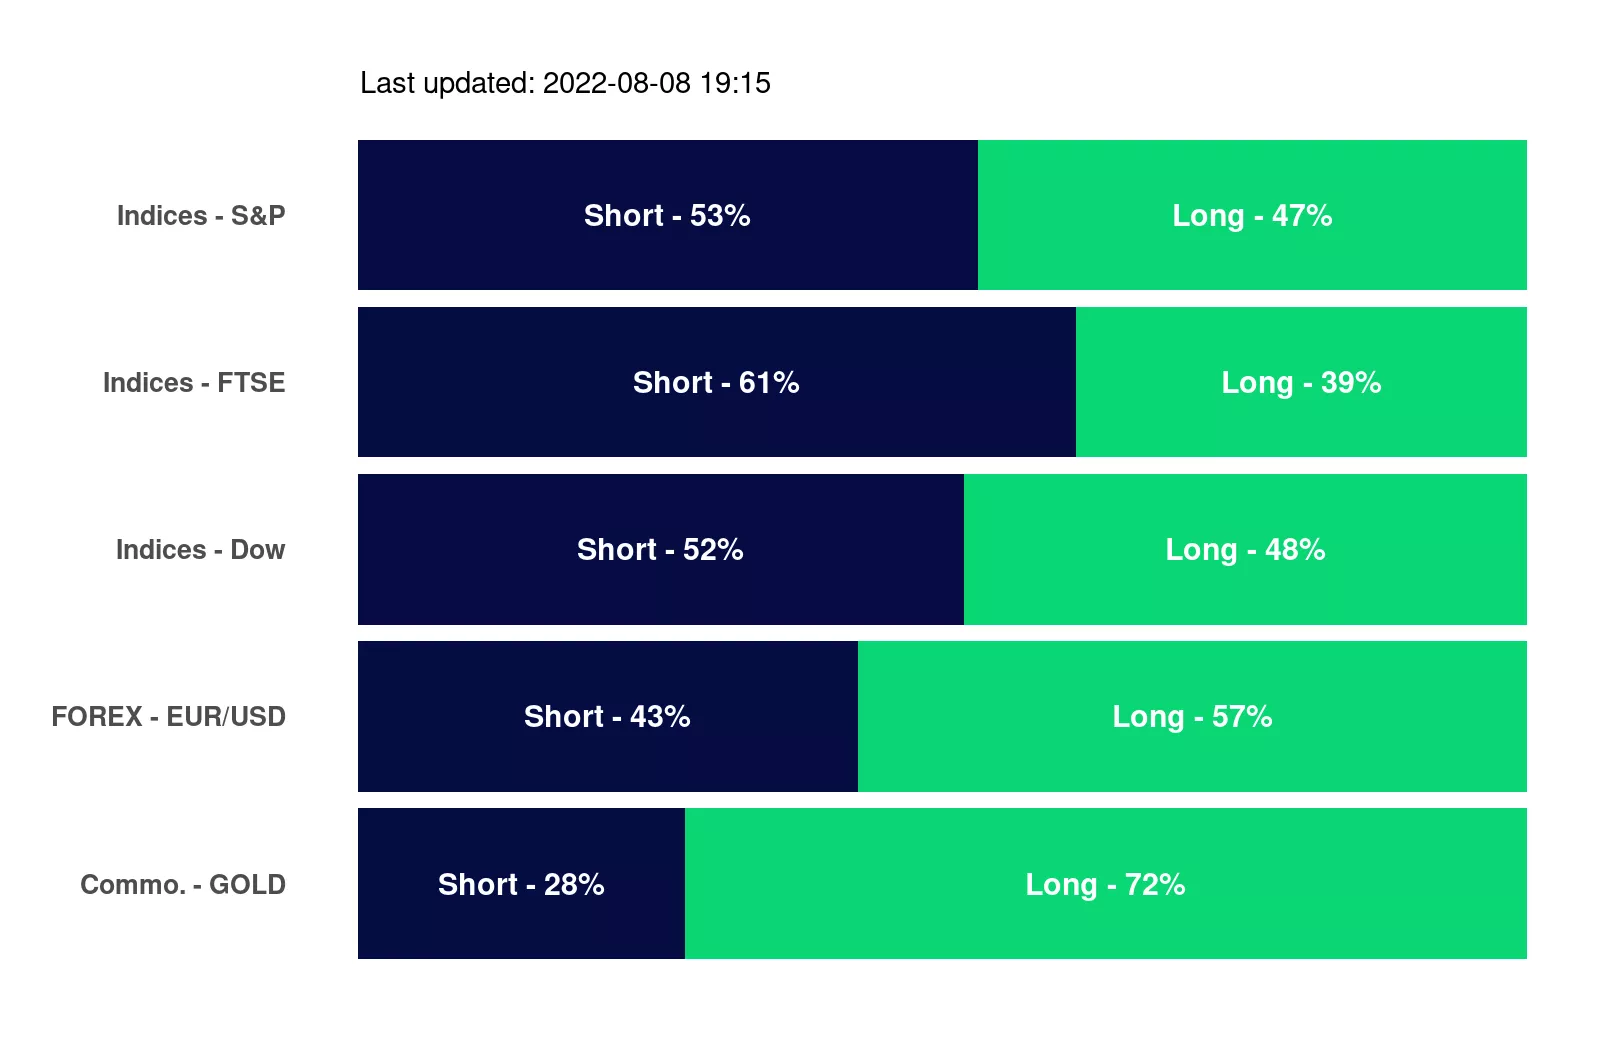 Last updated: 2022-08-08 19:15
Indices - S&P Short - 53% Long - 47%
Indices - FTSE Short - 61% Long - 39%
Indices - Dow Short - 52% Long - 48%
FOREX - EUR/USD Short - 43% Long - 57%
Commo. - GOLD Short - 28% Long - 72%